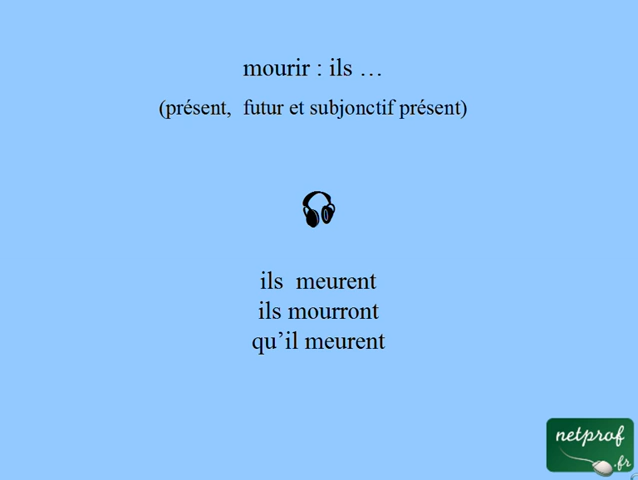 mourir : ils …
(présent, futur et subjonctif présent)
ils meurent
ils mourront
qu’il meurent
netprof
.fr